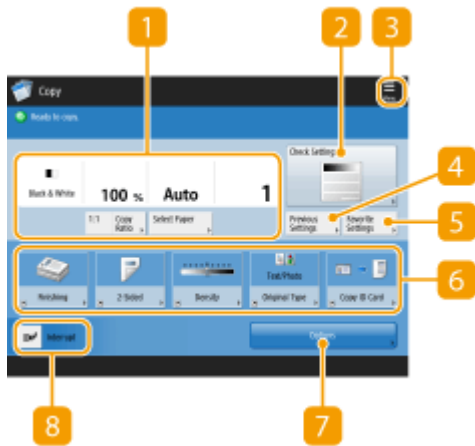 1
2
3
Copy
Menu
Ready to copy.
Check Settings
Black & White
100 %
Auto
1
1:1
Copy
Ratio
Select Paper
Previous
Settings
Favorite
Settings
4
5
Finishing
2-Sided
Density
Text/Photo
Original Type
Copy ID Card
6
Interrupt
Options
8
7